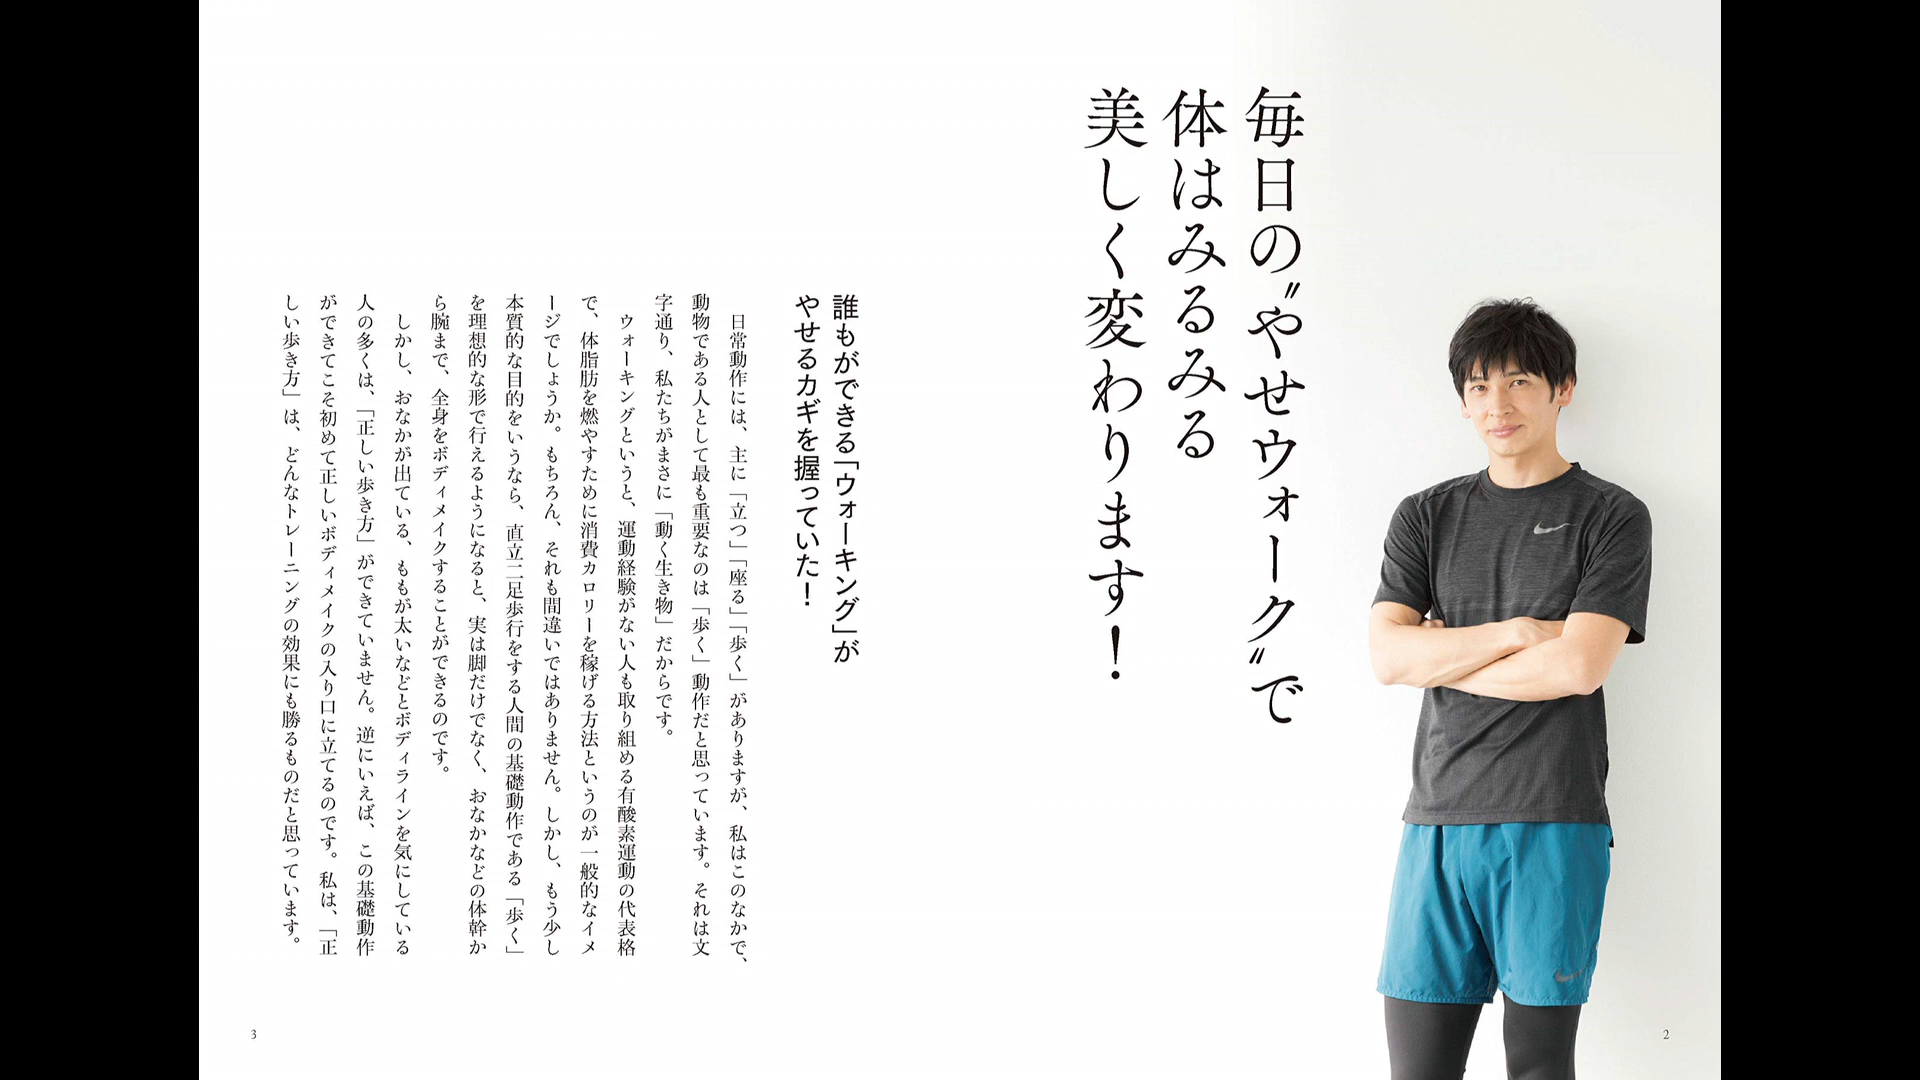 毎日の〝やせウォーク〟で
体はみるみる
美しく変わります！
誰もができる「ウォーキング」が
やせるカギを握っていた！
日常動作には、主に「立つ」「座る」「歩く」がありますが、私はこのなかで、
動物である人として最も重要なのは「歩く」動作だと思っています。それは文
字通り、私たちがまさに「動く生き物」だからです。
ウォーキングというと、運動経験がない人も取り組める有酸素運動の代表格
で、体脂肪を燃やすために消費カロリーを稼げる方法というのが一般的なイメ
ージでしょうか。もちろん、それも間違いではありません。しかし、もう少し
本質的な目的をいうなら、直立二足歩行をする人間の基礎動作である「歩く」
を理想的な形で行えるようになると、実は脚だけでなく、おなかなどの体幹か
ら腕まで、全身をボディメイクすることができるのです。
しかし、おなかが出ている、ももが太いなどとボディラインを気にしている
人の多くは、「正しい歩き方」ができていません。逆にいえば、この基礎動作
ができてこそ初めて正しいボディメイクの入り口に立てるのです。私は、「正
しい歩き方」は、どんなトレーニングの効果にも勝るものだと思っています。
2
3